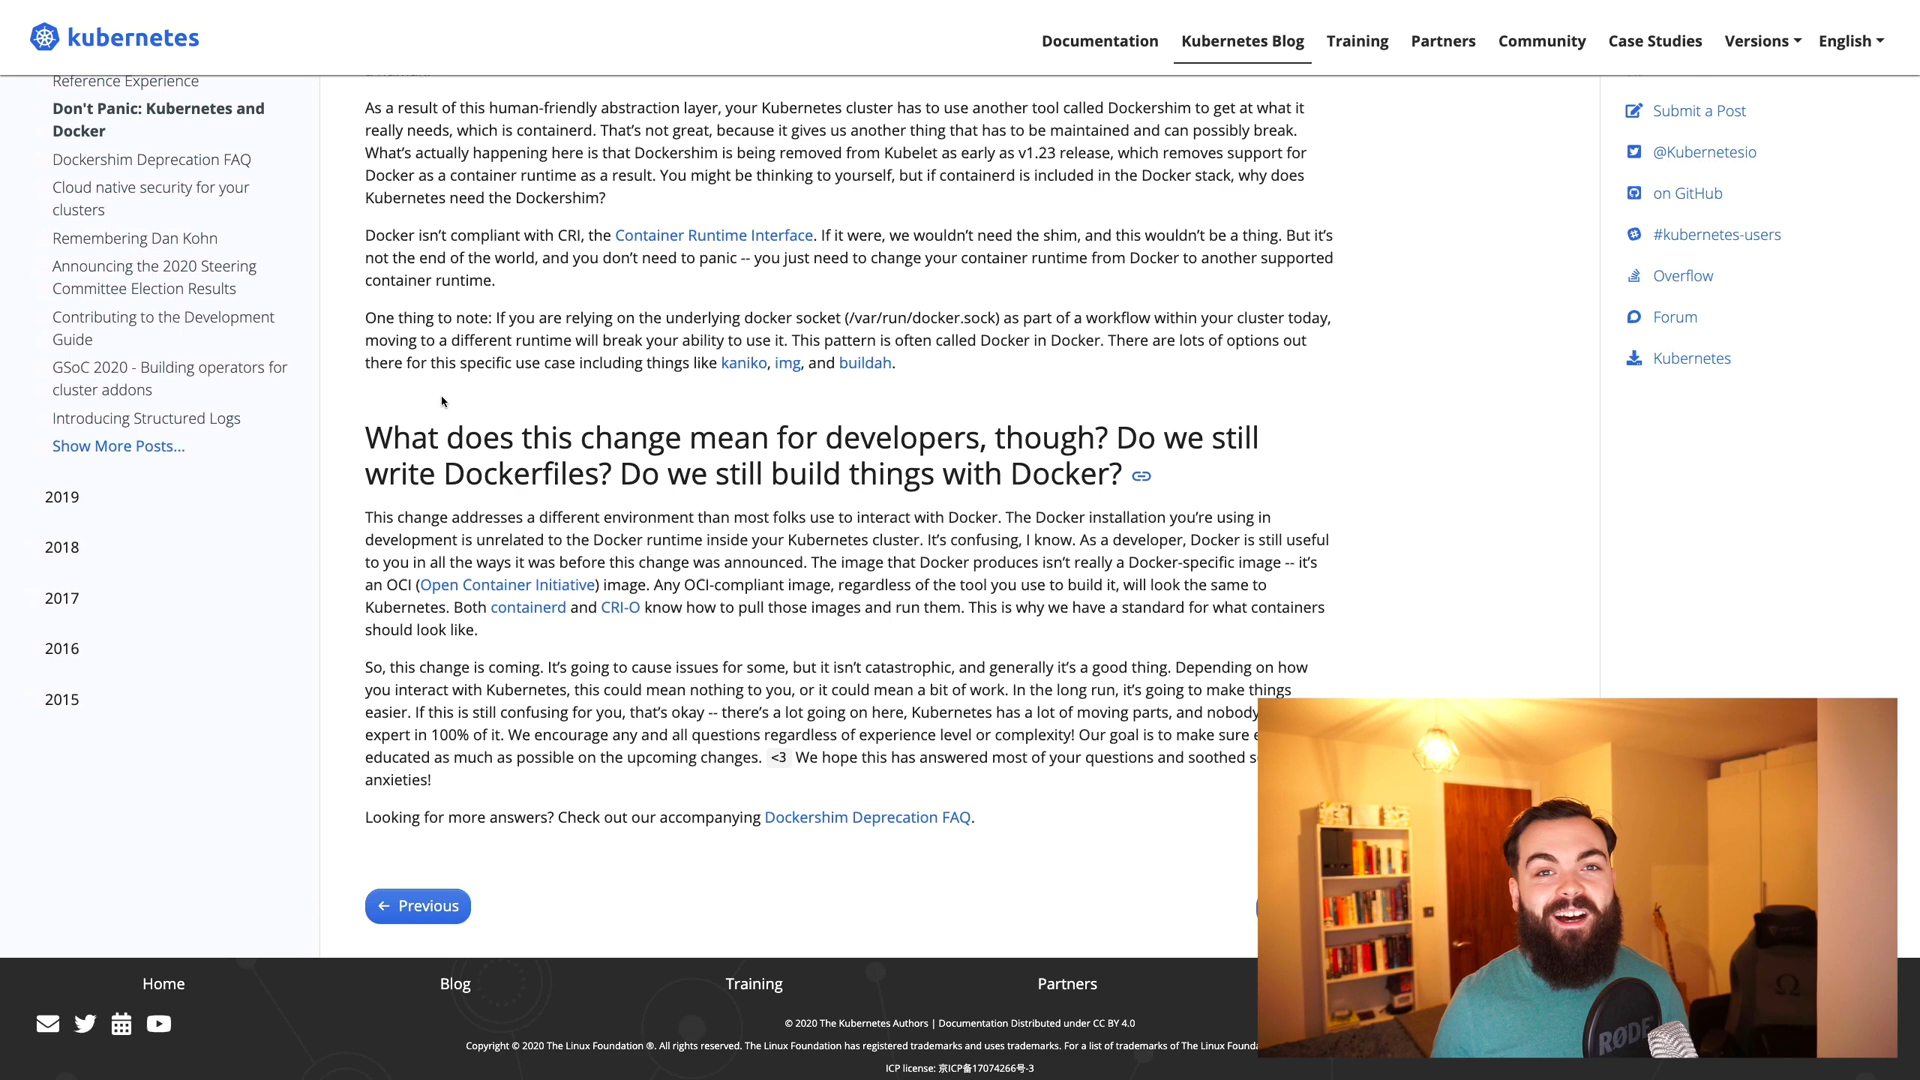 kubernetes
Documentation
Kubernetes Blog
Training
Partners
Community
Case Studies
Versions
English
Reference Experience
Don't Panic: Kubernetes and
Docker
Dockershim Deprecation FAQ
Cloud native security for your
clusters
Remembering Dan Kohn
Announcing the 2020 Steering
Committee Election Results
Contributing to the Development
Guide
GSoC 2020 - Building operators for
cluster addons
Introducing Structured Logs
Show More Posts...
2019
2018
2017
2016
2015
As a result of this human-friendly abstraction layer, your Kubernetes cluster has to use another tool called Dockershim to get at what it
really needs, which is containerd. That’s not great, because it gives us another thing that has to be maintained and can possibly break.
What’s actually happening here is that Dockershim is being removed from Kubelet as early as v1.23 release, which removes support for
Docker as a container runtime as a result. You might be thinking to yourself, but if containerd is included in the Docker stack, why does
Kubernetes need the Dockershim?
Docker isn’t compliant with CRI, the Container Runtime Interface. If it were, we wouldn’t need the shim, and this wouldn’t be a thing. But it’s
not the end of the world, and you don’t need to panic -- you just need to change your container runtime from Docker to another supported
container runtime.
One thing to note: If you are relying on the underlying docker socket (/var/run/docker.sock) as part of a workflow within your cluster today,
moving to a different runtime will break your ability to use it. This pattern is often called Docker in Docker. There are lots of options out
there for this specific use case including things like kaniko, img, and buildah.
What does this change mean for developers, though? Do we still
write Dockerfiles? Do we still build things with Docker?
This change addresses a different environment than most folks use to interact with Docker. The Docker installation you’re using in
development is unrelated to the Docker runtime inside your Kubernetes cluster. It’s confusing, I know. As a developer, Docker is still useful
to you in all the ways it was before this change was announced. The image that Docker produces isn’t really a Docker-specific image -- it’s
an OCI (Open Container Initiative) image. Any OCI-compliant image, regardless of the tool you use to build it, will look the same to
Kubernetes. Both containerd and CRI-O know how to pull those images and run them. This is why we have a standard for what containers
should look like.
So, this change is coming. It’s going to cause issues for some, but it isn’t catastrophic, and generally it’s a good thing. Depending on how
you interact with Kubernetes, this could mean nothing to you, or it could mean a bit of work. In the long run, it’s going to make things
easier. If this is still confusing for you, that’s okay -- there’s a lot going on here, Kubernetes has a lot of moving parts, and nobody
expert in 100% of it. We encourage any and all questions regardless of experience level or complexity! Our goal is to make sure
educated as much as possible on the upcoming changes. <3 We hope this has answered most of your questions and soothed
anxieties!
Looking for more answers? Check out our accompanying Dockershim Deprecation FAQ.
← Previous
Submit a Post
@Kubernetesio
on GitHub
#kubernetes-users
Overflow
Forum
Kubernetes
RØDE
Home
Blog
Training
Partners
© 2020 The Kubernetes Authors | Documentation Distributed under CC BY 4.0
Copyright © 2020 The Linux Foundation ®. All rights reserved. The Linux Foundation has registered trademarks and uses trademarks. For a list of trademarks of The Linux
ICP license: 京ICP备17074266号-3